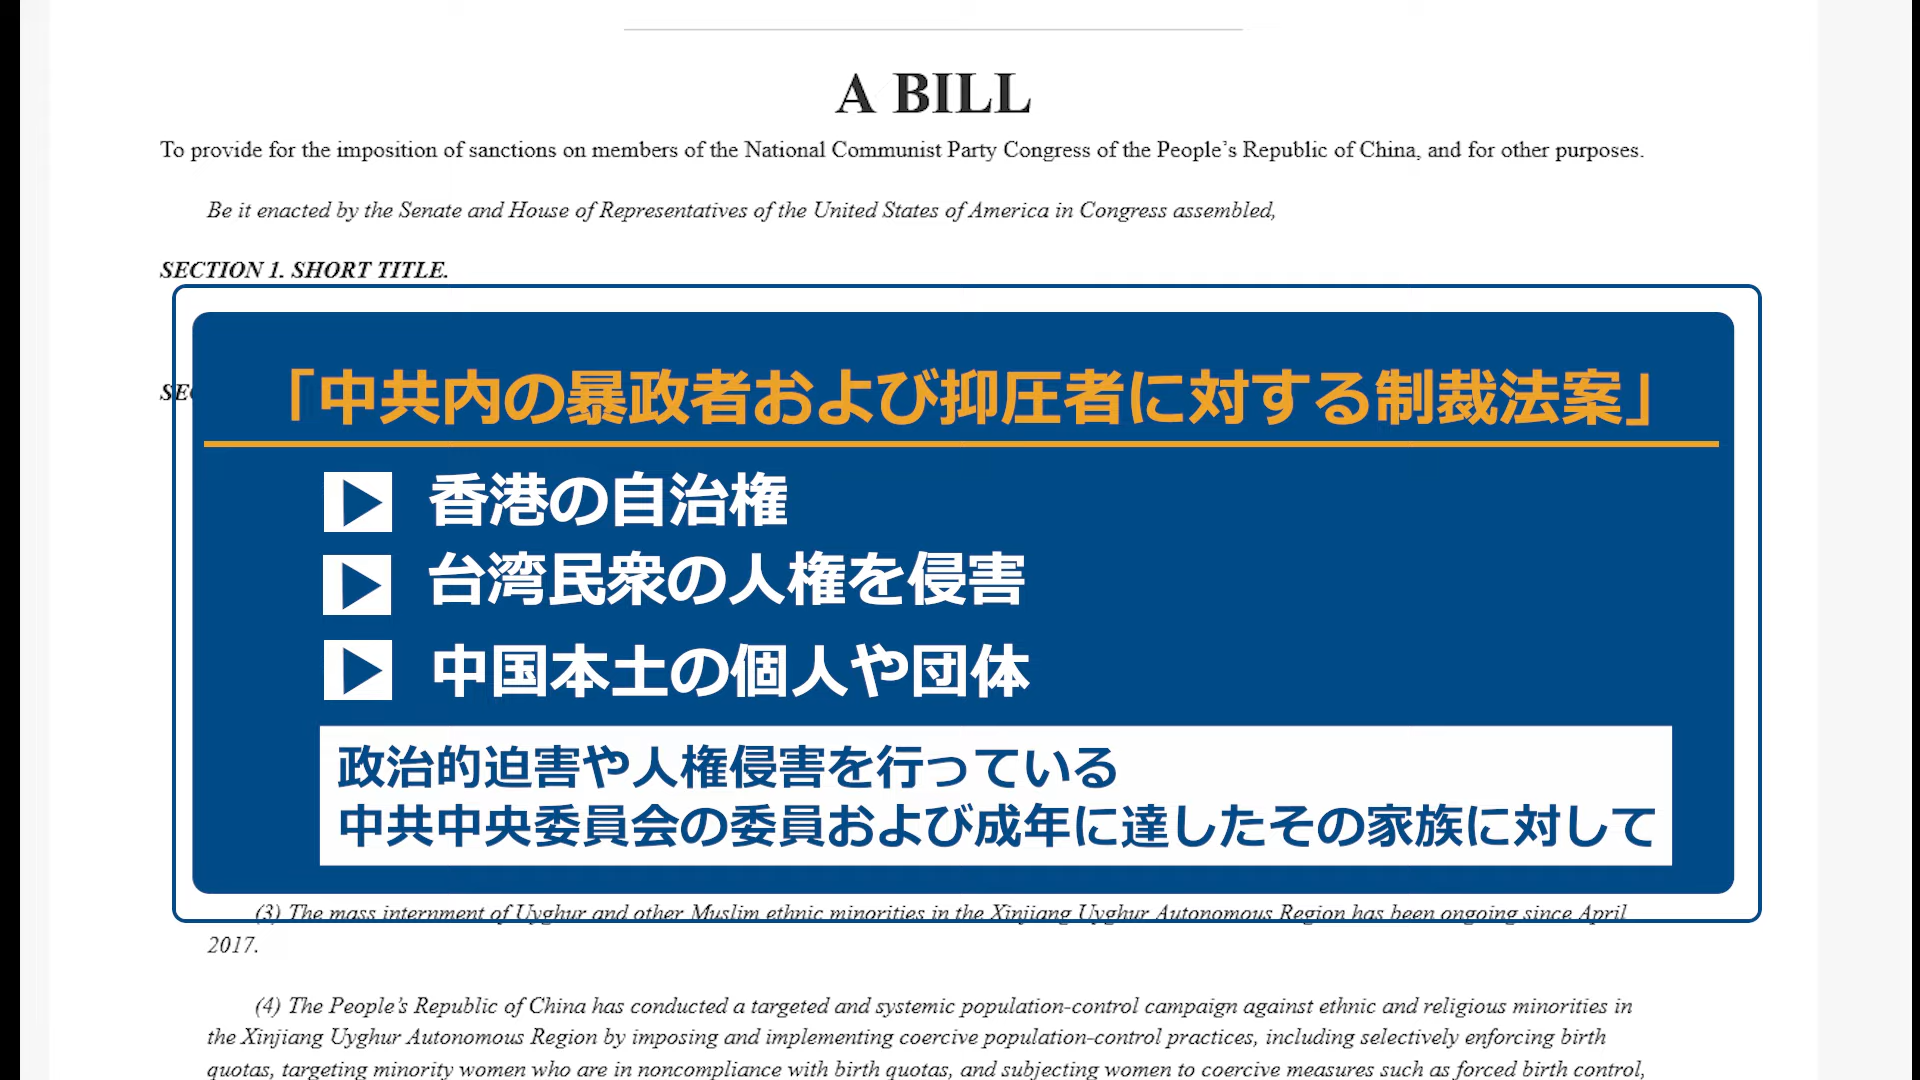 A BILL
To provide for the imposition of sanctions on members of the National Communist Party Congress of the People’s Republic of China, and for other purposes.
Be it enacted by the Senate and House of Representatives of the United States of America in Congress assembled,
SECTION 1. SHORT TITLE.
「中共内の暴政者および抑圧者に対する制裁法案」
香港の自治権
台湾民衆の人権を侵害
中国本土の個人や団体
政治的迫害や人権侵害を行っている
中共中央委員会の委員および成年に達したその家族に対して
(3) The mass internment of Uyghur and other Muslim ethnic minorities in the Xinjiang Uyghur Autonomous Region has been ongoing since April
2017.
(4) The People’s Republic of China has conducted a targeted and systemic population-control campaign against ethnic and religious minorities in
the Xinjiang Uyghur Autonomous Region by imposing and implementing coercive population-control practices, including selectively enforcing birth
quotas, targeting minority women who are in noncompliance with birth quotas, and subjecting women to coercive measures such as forced birth control,